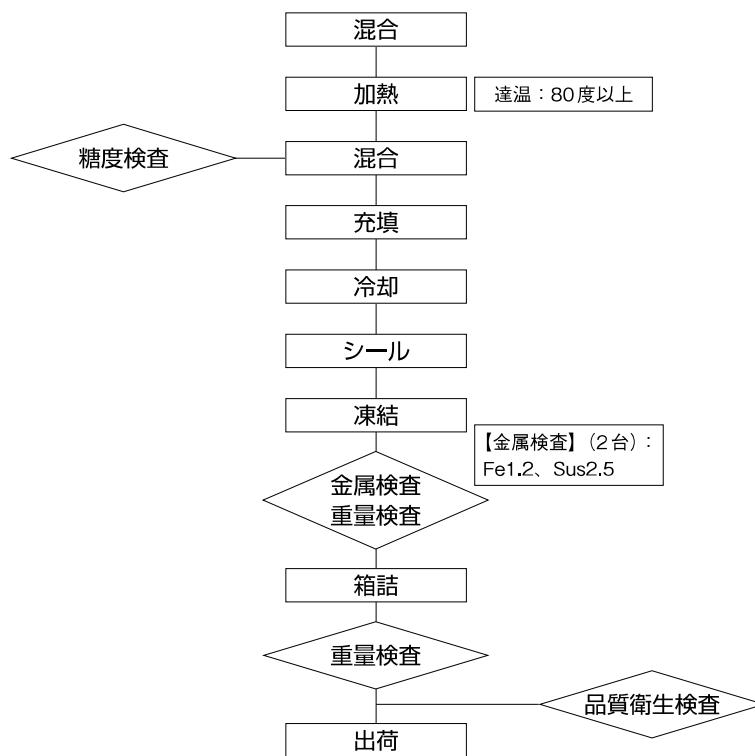 混合
加熱
達温：80度以上
糖度検査
混合
充填
冷却
シール
凍結
【金属検査】（2台）：
Fe1.2、Sus2.5
金属検査
重量検査
箱詰
重量検査
品質衛生検査
出荷